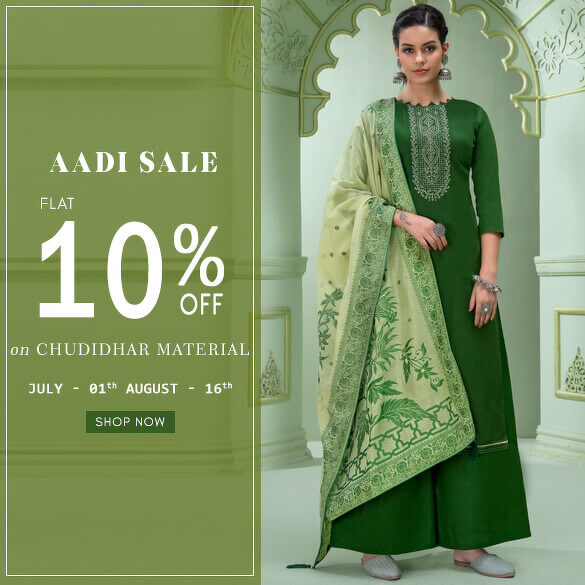 AADI SALE
FLAT
10% OFF
on CHUDIDHAR MATERIAL
JULY - 01th AUGUST - 16th
SHOP NOW